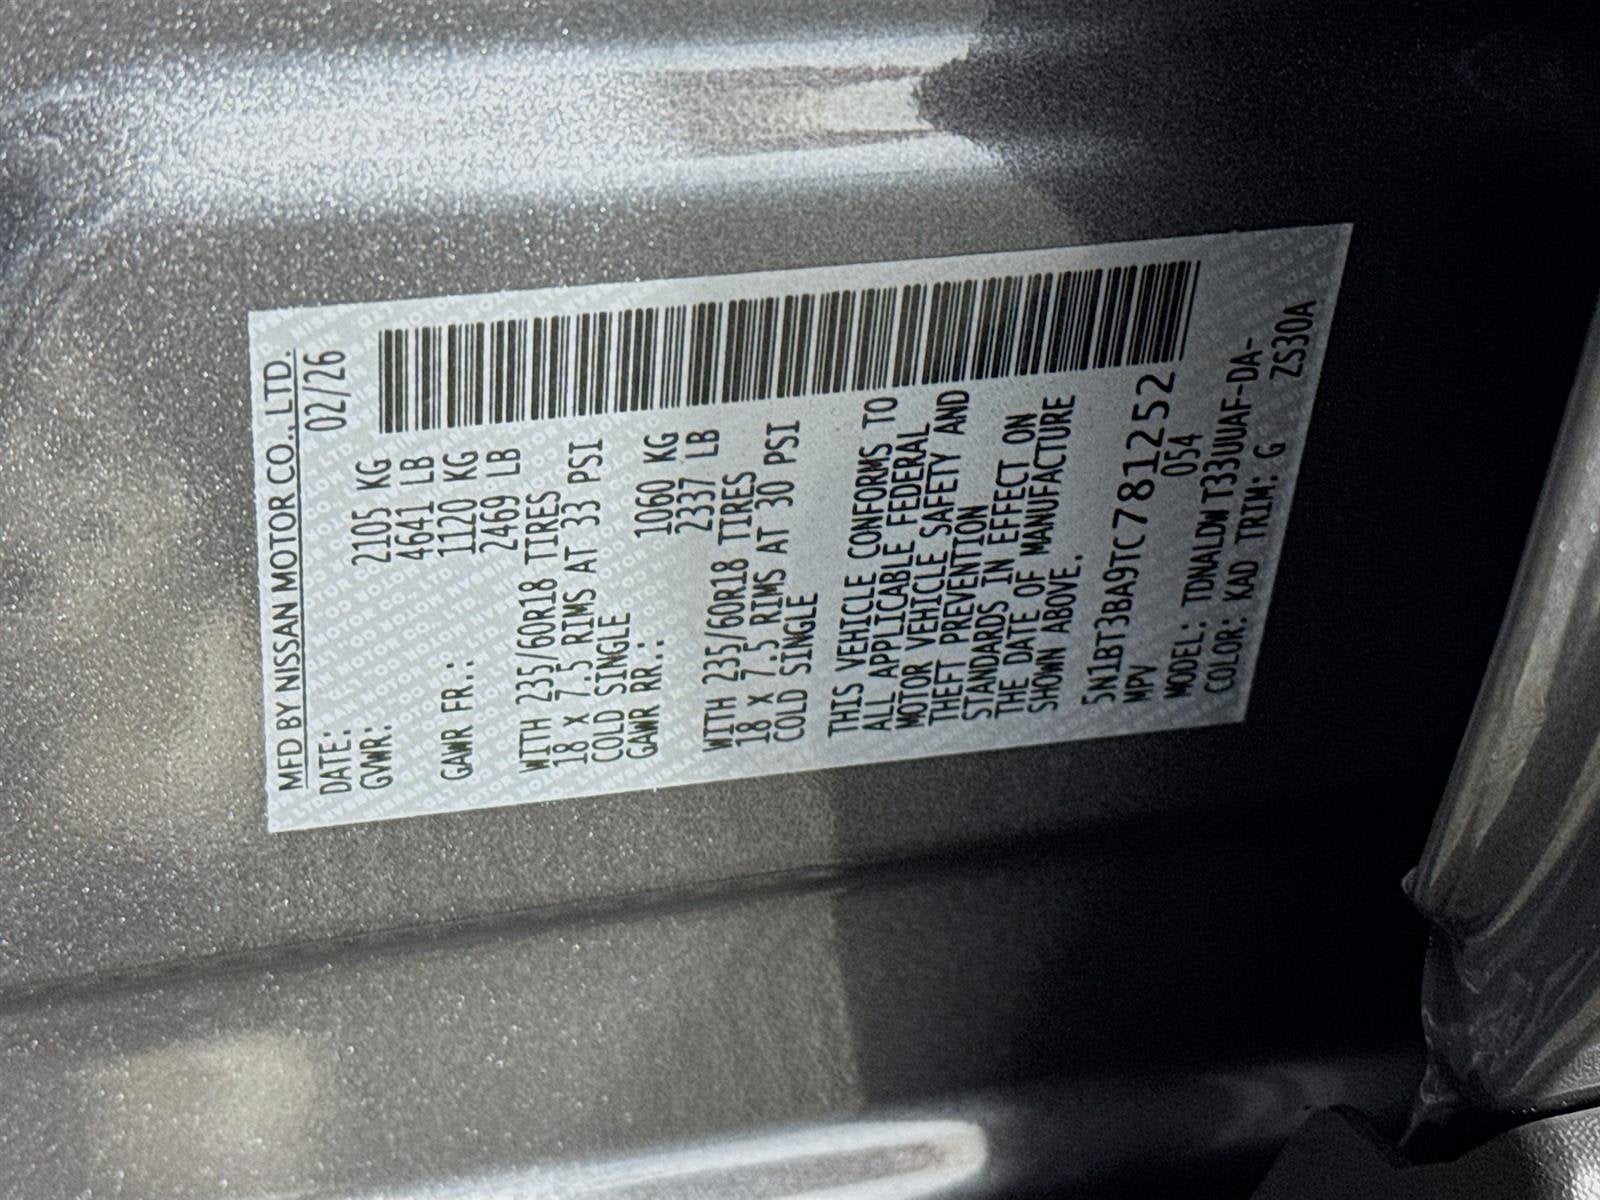 MFD BY NISSAN MOTOR CO., LTD.
DATE: 02/26
GVWR: 2105 KG
4641 LB
GAWR FR.: 1120 KG
2469 LB
WITH 235/60R18 TIRES
18 X 7.5 RIMS AT 33 PSI
COLD SINGLE
GAWR RR.: 1060 KG
2337 LB
WITH 235/60R18 TIRES
18 X 7.5 RIMS AT 30 PSI
COLD SINGLE
THIS VEHICLE CONFORMS TO
ALL APPLICABLE FEDERAL
MOTOR VEHICLE SAFETY AND
THEFT PREVENTION
STANDARDS IN EFFECT ON
THE DATE OF MANUFACTURE
SHOWN ABOVE.
5N1BT3BA9TC781252
MPV 054
MODEL: TDNALDW T33UUAF-DA-
COLOR: KAD TRIM: G ZS30A